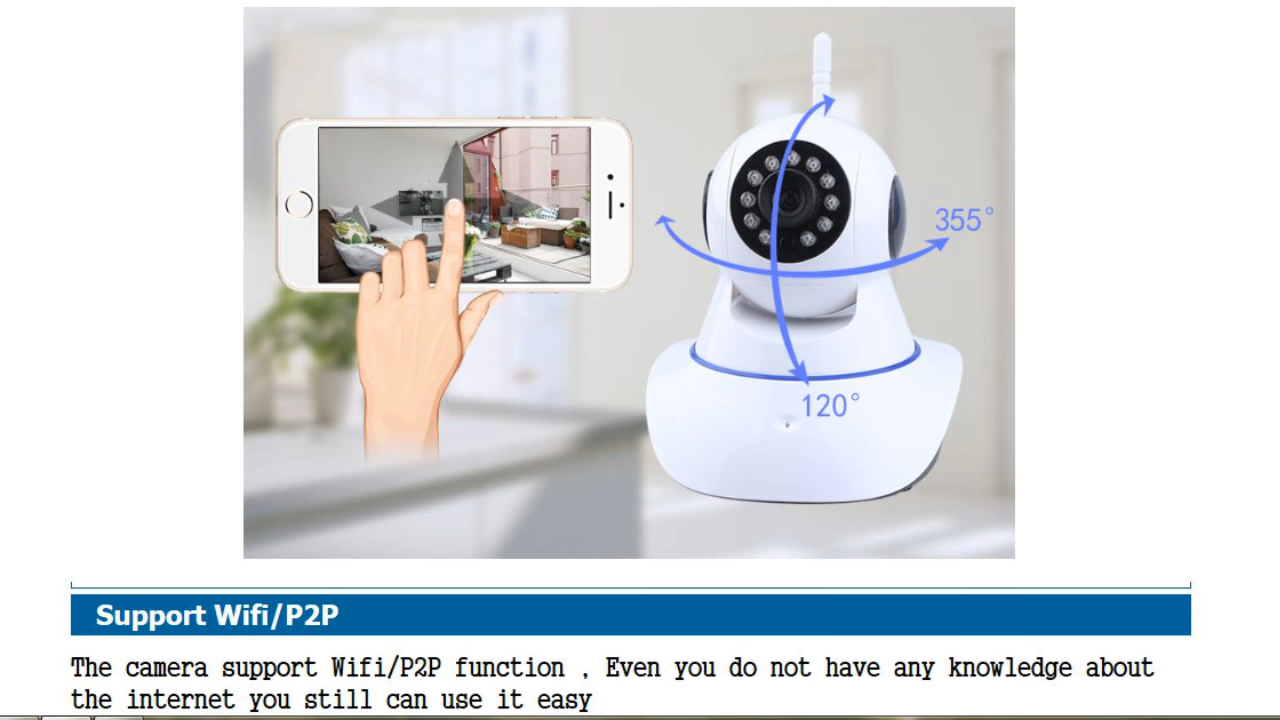 355°
120°
Support Wifi/P2P
The camera support Wifi/P2P function , Even you do not have any knowledge about
the internet you still can use it easy